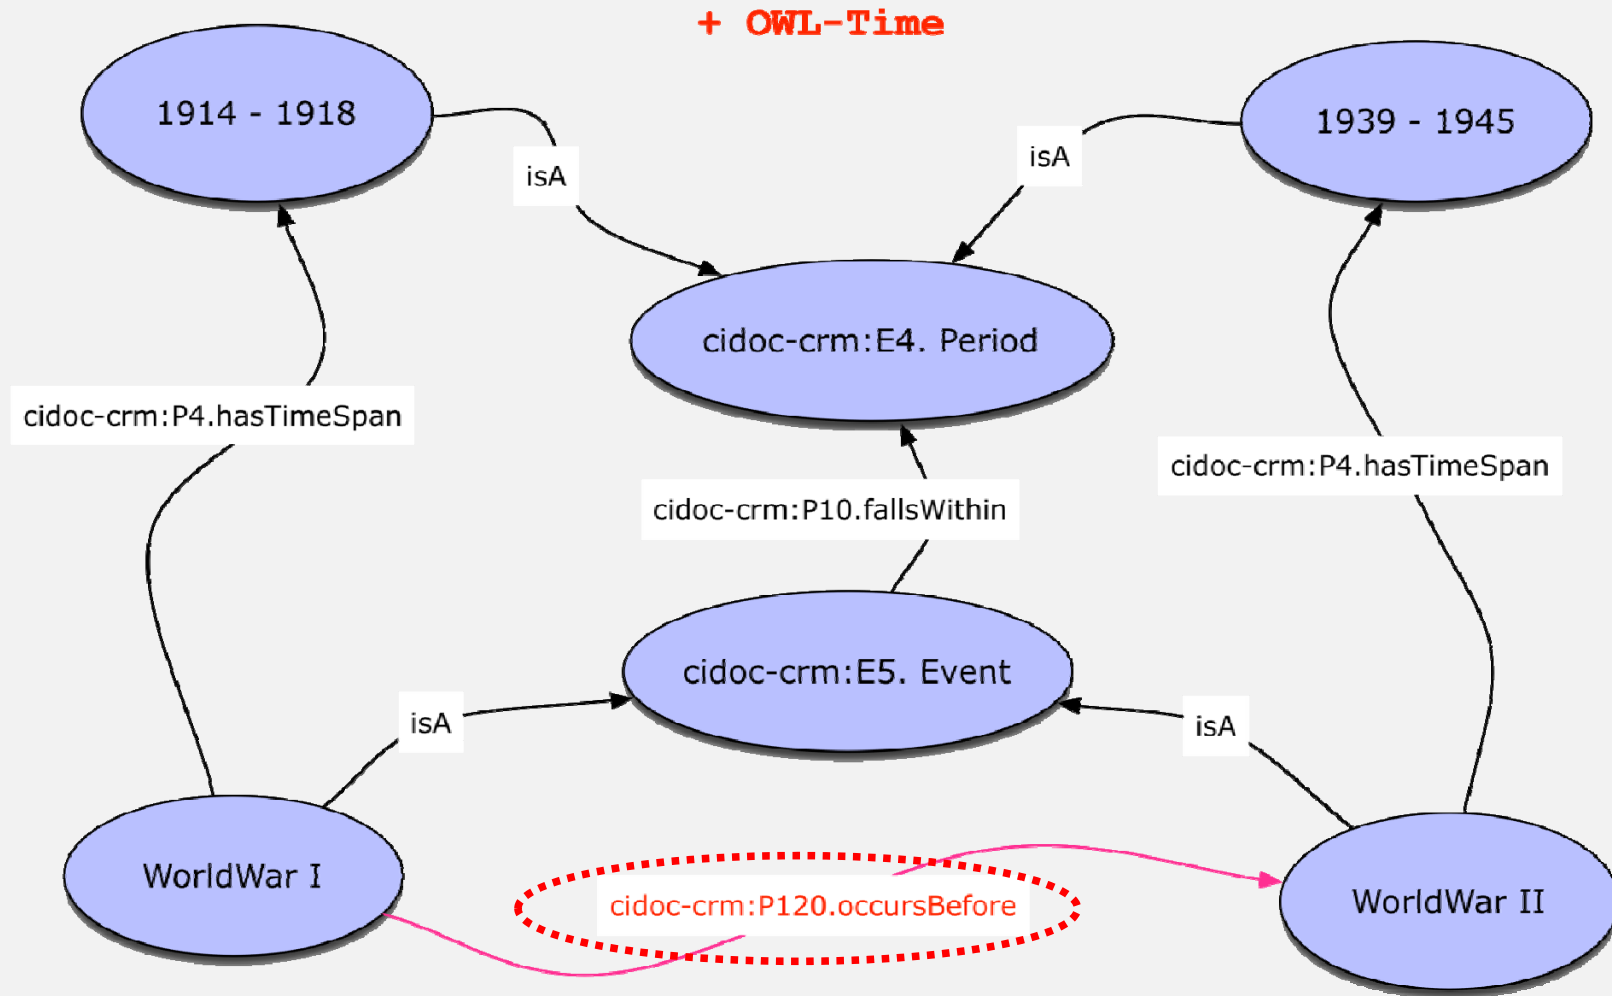 + OWL-Time
1914 - 1918
1939 - 1945
isA
isA
cidoc-crm:E4. Period
cidoc-crm:P4.hasTimeSpan
cidoc-crm:P4.hasTimeSpan
cidoc-crm:P10.fallsWithin
cidoc-crm:E5. Event
isA
isA
WorldWar I
cidoc-crm:P120.occursBefore
WorldWar II